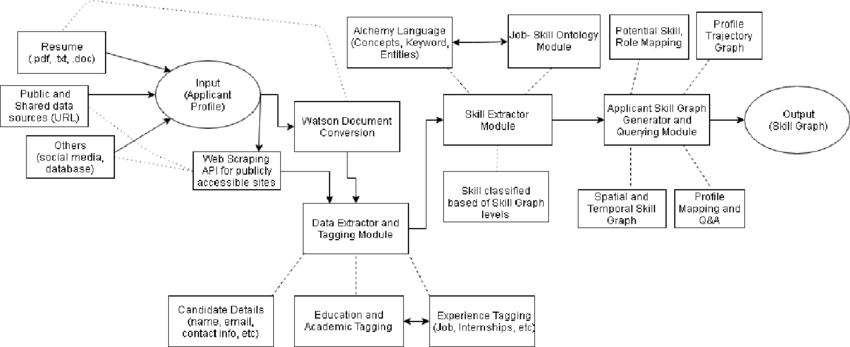 Resume
(.pdf, .txt, .doc)
Public and
Shared data
sources (URL)
Others
(social media,
database)
Input
(Applicant
Profile)
Web Scraping
API for publicly
accessible sites
Watson Document
Conversion
Data Extractor and
Tagging Module
Candidate Details
(name, email,
contact info, etc)
Education and
Academic Tagging
Experience Tagging
(Job, Internships, etc)
Alchemy Language
(Concepts, Keyword,
Entities)
Job- Skill Ontology
Module
Skill Extractor
Module
Skill classified
based of Skill Graph
levels
Potential Skill,
Role Mapping
Profile
Trajectory
Graph
Applicant Skill Graph
Generator and
Querying Module
Spatial and
Temporal Skill
Graph
Profile
Mapping and
Q&A
Output
(Skill Graph)